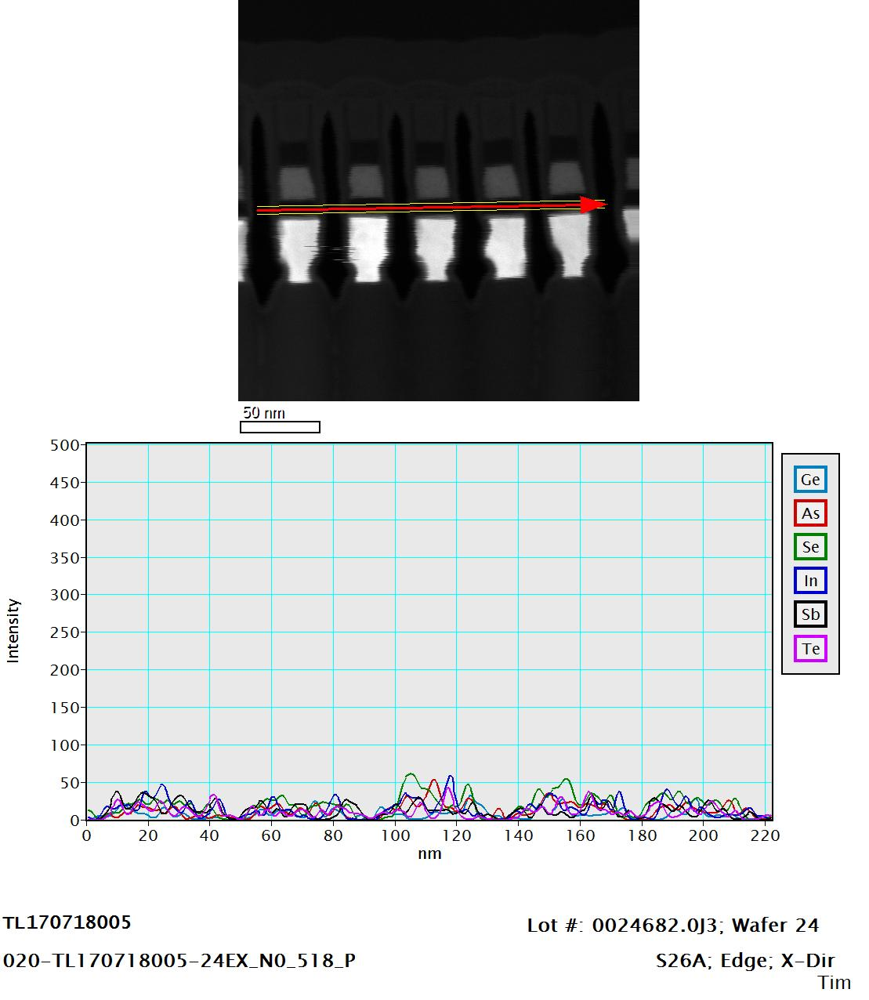 50 nm
500
450
400
350
300
250
200
150
100
50
0
Intensity
0 20 40 60 80 100 120 140 160 180 200 220
nm
Ge
As
Se
In
Sb
Te
TL170718005
Lot #: 0024682.0J3; Wafer 24
020-TL170718005-24EX_N0_518_P
S26A; Edge; X-Dir
Tim